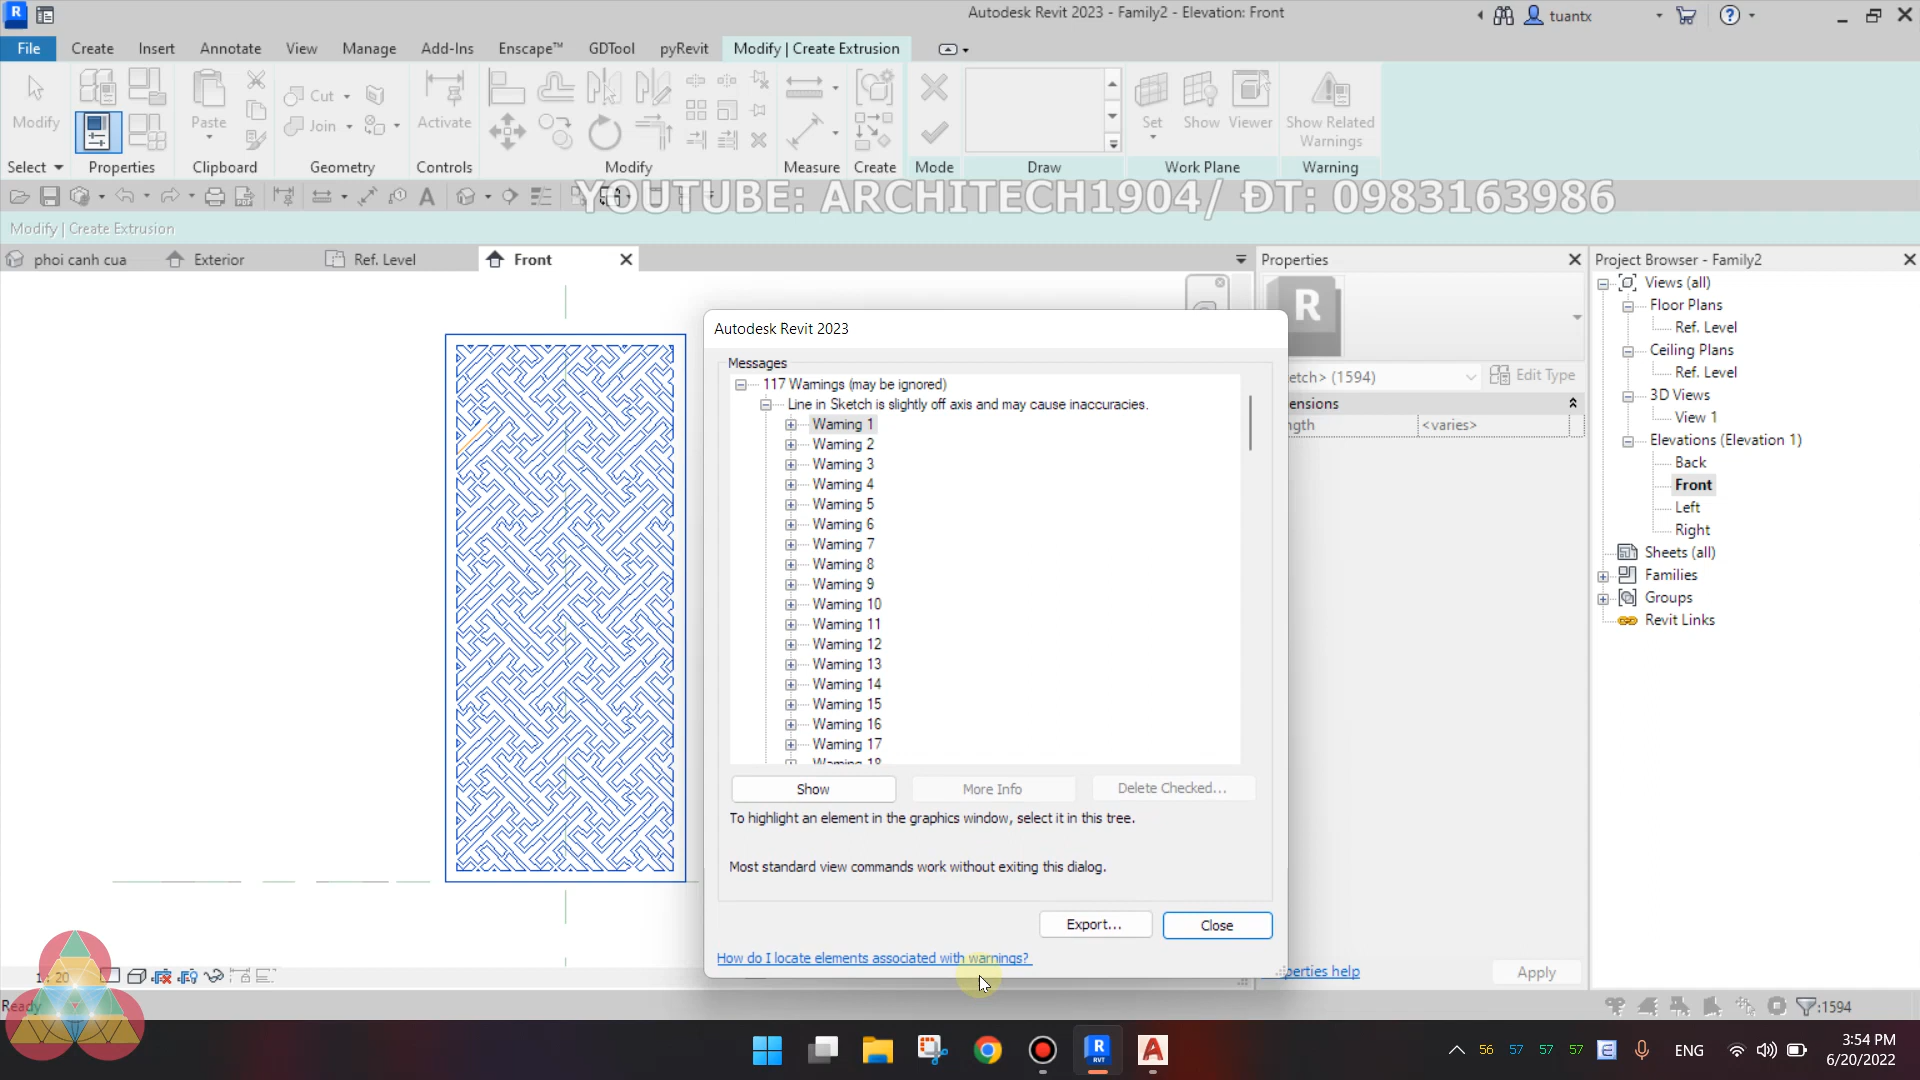 Autodesk Revit 2023 - Family2 - Elevation: Front
tuantx
File Create Insert Annotate View Manage Add-Ins Enscape™ GDTool pyRevit Modify | Create Extrusion
Modify
Paste
Cut
Join
Activate
Set
Show
Viewer
Show Related
Warnings
Select
Properties
Clipboard
Geometry
Controls
Modify
Measure
Create
Mode
Draw
Work Plane
Warning
YOUTUBE: ARCHITECH1904/ ĐT: 0983163986
Modify | Create Extrusion
phoi canh cua
Exterior
Ref. Level
Front
Properties
Project Browser - Family2
etch> (1594)
Edit Type
ensions
ngth
<varies>
Views (all)
Floor Plans
Ref. Level
Ceiling Plans
Ref. Level
3D Views
View 1
Elevations (Elevation 1)
Back
Front
Left
Right
Sheets (all)
Families
Groups
Revit Links
Autodesk Revit 2023
Messages
117 Warnings (may be ignored)
Line in Sketch is slightly off axis and may cause inaccuracies.
Warning 1
Warning 2
Warning 3
Warning 4
Warning 5
Warning 6
Warning 7
Warning 8
Warning 9
Warning 10
Warning 11
Warning 12
Warning 13
Warning 14
Warning 15
Warning 16
Warning 17
Warning 18
Show
More Info
Delete Checked...
To highlight an element in the graphics window, select it in this tree.
Most standard view commands work without exiting this dialog.
Export...
Close
How do I locate elements associated with warnings?
perties help
Apply
Ready
:1594
56 57 57 57
ENG
3:54 PM
6/20/2022